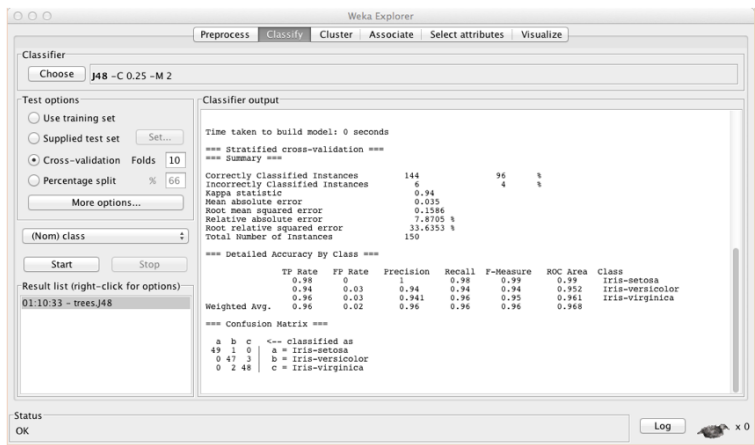 Weka Explorer
Preprocess Classify Cluster Associate Select attributes Visualize
Classifier
Choose J48 -C 0.25 -M 2
Test options
Use training set
Supplied test set Set...
Cross-validation Folds 10
Percentage split % 66
More options...
(Nom) class
Start Stop
Result list (right-click for options)
01:10:33 - trees.J48
Classifier output
Time taken to build model: 0 seconds
=== Stratified cross-validation ===
=== Summary ===
Correctly Classified Instances 144 96 %
Incorrectly Classified Instances 6 4 %
Kappa statistic 0.94
Mean absolute error 0.035
Root mean squared error 0.1586
Relative absolute error 7.8705 %
Root relative squared error 33.6353 %
Total Number of Instances 150
=== Detailed Accuracy By Class ===
TP Rate FP Rate Precision Recall F-Measure ROC Area Class
0.98 0 1 0.98 0.99 0.99 Iris-setosa
0.94 0.03 0.94 0.94 0.94 0.952 Iris-versicolor
0.96 0.03 0.941 0.96 0.95 0.961 Iris-virginica
Weighted Avg. 0.96 0.02 0.96 0.96 0.96 0.968
=== Confusion Matrix ===
a b c <-- classified as
49 1 0 | a = Iris-setosa
0 47 3 | b = Iris-versicolor
0 2 48 | c = Iris-virginica
Status
OK
Log x 0